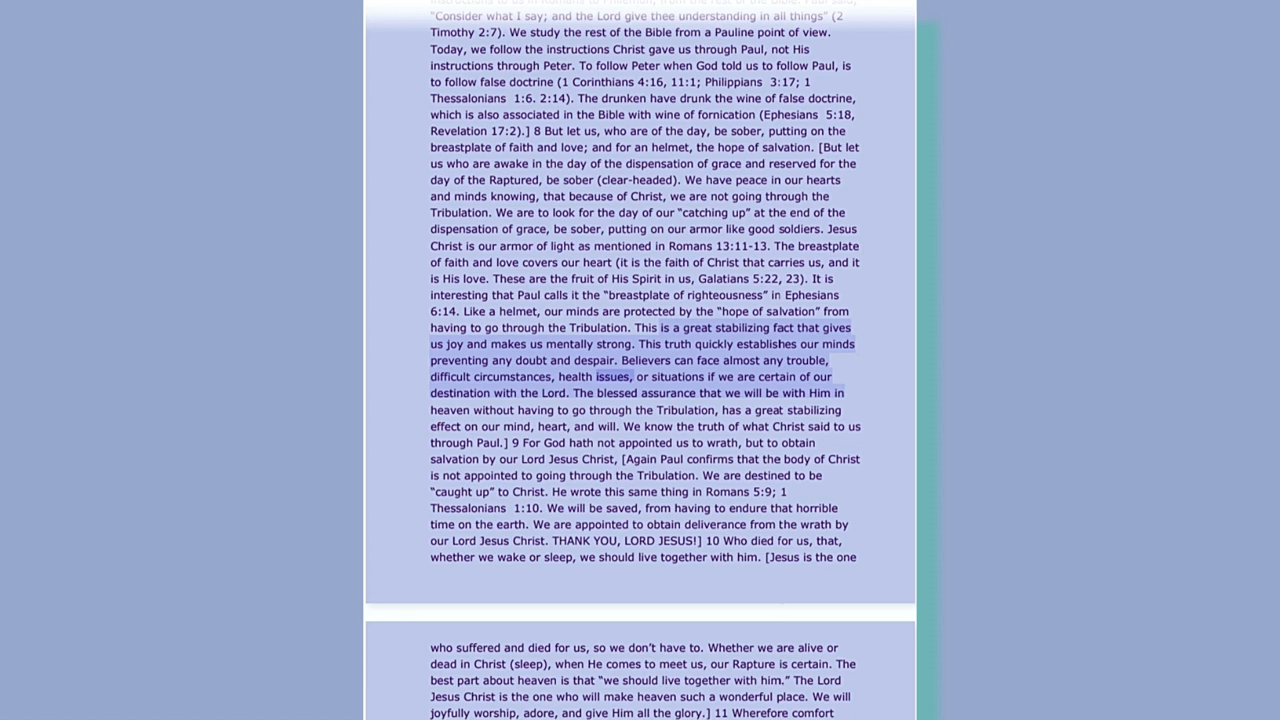 instructions to us in Romans to Philemon, from the rest of the Bible. Paul said,
“Consider what I say; and the Lord give thee understanding in all things” (2
Timothy 2:7). We study the rest of the Bible from a Pauline point of view.
Today, we follow the instructions Christ gave us through Paul, not His
instructions through Peter. To follow Peter when God told us to follow Paul, is
to follow false doctrine (1 Corinthians 4:16, 11:1; Philippians 3:17; 1
Thessalonians 1:6. 2:14). The drunken have drunk the wine of false doctrine,
which is also associated in the Bible with wine of fornication (Ephesians 5:18,
Revelation 17:2).] 8 But let us, who are of the day, be sober, putting on the
breastplate of faith and love; and for an helmet, the hope of salvation. [But let
us who are awake in the day of the dispensation of grace and reserved for the
day of the Raptured, be sober (clear-headed). We have peace in our hearts
and minds knowing, that because of Christ, we are not going through the
Tribulation. We are to look for the day of our “catching up” at the end of the
dispensation of grace, be sober, putting on our armor like good soldiers. Jesus
Christ is our armor of light as mentioned in Romans 13:11-13. The breastplate
of faith and love covers our heart (it is the faith of Christ that carries us, and it
is His love. These are the fruit of His Spirit in us, Galatians 5:22, 23). It is
interesting that Paul calls it the “breastplate of righteousness” in Ephesians
6:14. Like a helmet, our minds are protected by the “hope of salvation” from
having to go through the Tribulation. This is a great stabilizing fact that gives
us joy and makes us mentally strong. This truth quickly establishes our minds
preventing any doubt and despair. Believers can face almost any trouble,
difficult circumstances, health issues, or situations if we are certain of our
destination with the Lord. The blessed assurance that we will be with Him in
heaven without having to go through the Tribulation, has a great stabilizing
effect on our mind, heart, and will. We know the truth of what Christ said to us
through Paul.] 9 For God hath not appointed us to wrath, but to obtain
salvation by our Lord Jesus Christ, [Again Paul confirms that the body of Christ
is not appointed to going through the Tribulation. We are destined to be
“caught up” to Christ. He wrote this same thing in Romans 5:9; 1
Thessalonians 1:10. We will be saved, from having to endure that horrible
time on the earth. We are appointed to obtain deliverance from the wrath by
our Lord Jesus Christ. THANK YOU, LORD JESUS!] 10 Who died for us, that,
whether we wake or sleep, we should live together with him. [Jesus is the one
who suffered and died for us, so we don’t have to. Whether we are alive or
dead in Christ (sleep), when He comes to meet us, our Rapture is certain. The
best part about heaven is that “we should live together with him.” The Lord
Jesus Christ is the one who will make heaven such a wonderful place. We will
joyfully worship, adore, and give Him all the glory.] 11 Wherefore comfort